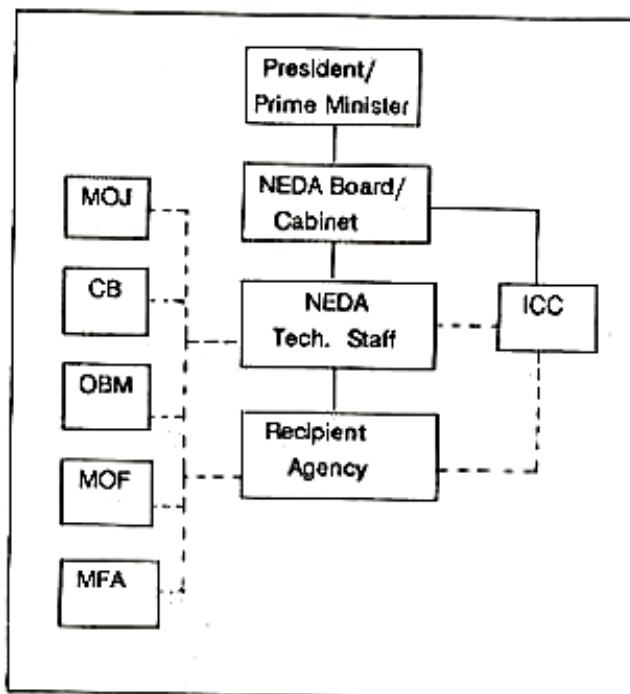 President/
Prime Minister
NEDA Board/
Cabinet
MOJ
CB
NEDA
Tech. Staff
ICC
OBM
Recipient
Agency
MOF
MFA